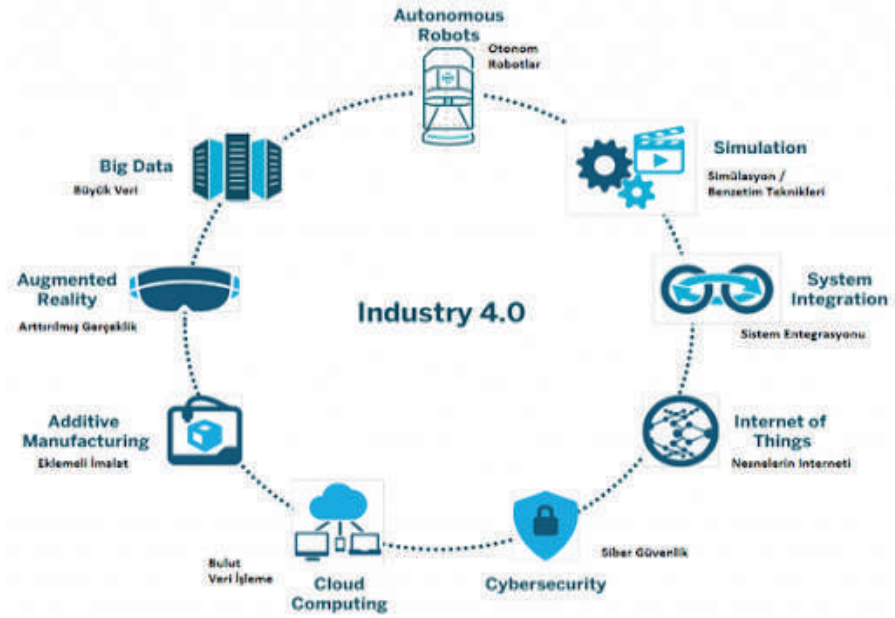 Autonomous
Robots
Otonom
Robotlar
Simulation
Simülasyon /
Benzetim Teknikleri
System
Integration
Sistem Entegrasyonu
Internet of
Things
Nesnelerin Interneti
Siber Güvenlik
Cybersecurity
Bulut
Veri İşleme
Cloud
Computing
Additive
Manufacturing
Eklemeli İmalat
Augmented
Reality
Arttırılmış Gerçeklik
Big Data
Büyük Veri
Industry 4.0